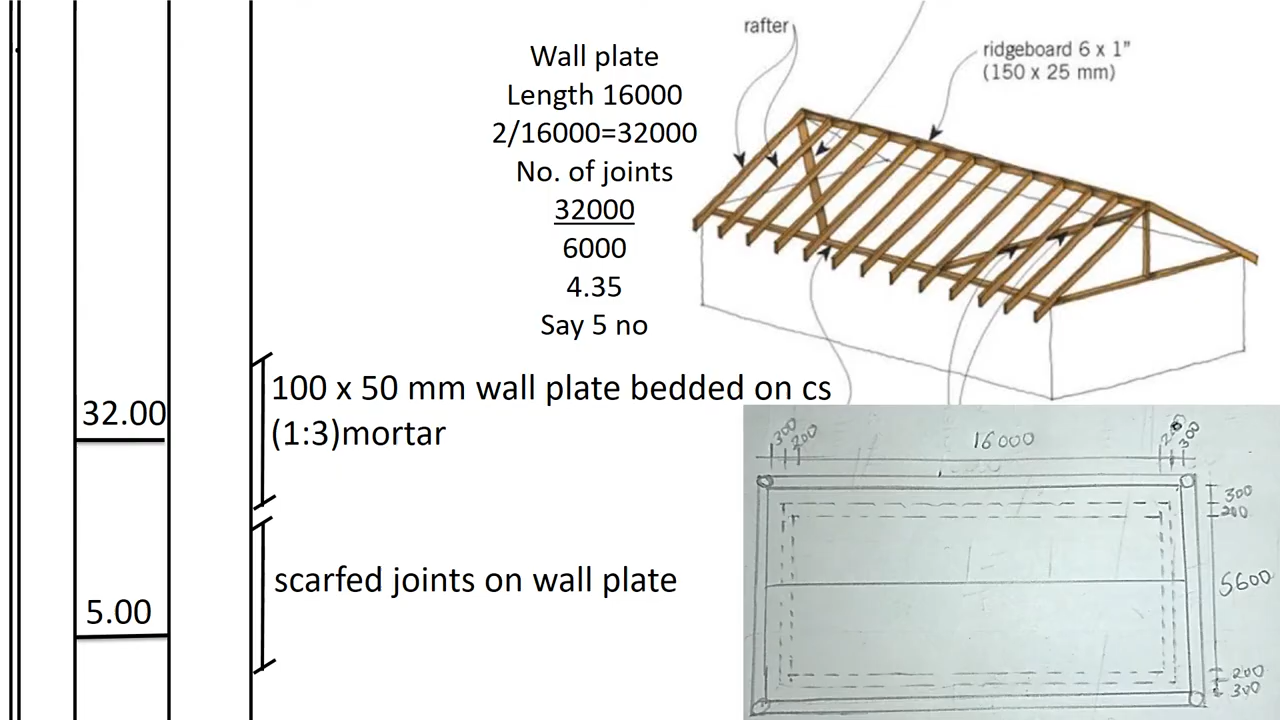 rafter
ridgeboard 6 x 1”
(150 x 25 mm)
Wall plate
Length 16000
2/16000=32000
No. of joints
32000
6000
4.35
Say 5 no
32.00
100 x 50 mm wall plate bedded on cs
(1:3)mortar
5.00
scarfed joints on wall plate
300
200
16000
300
300
200
5600
200
300